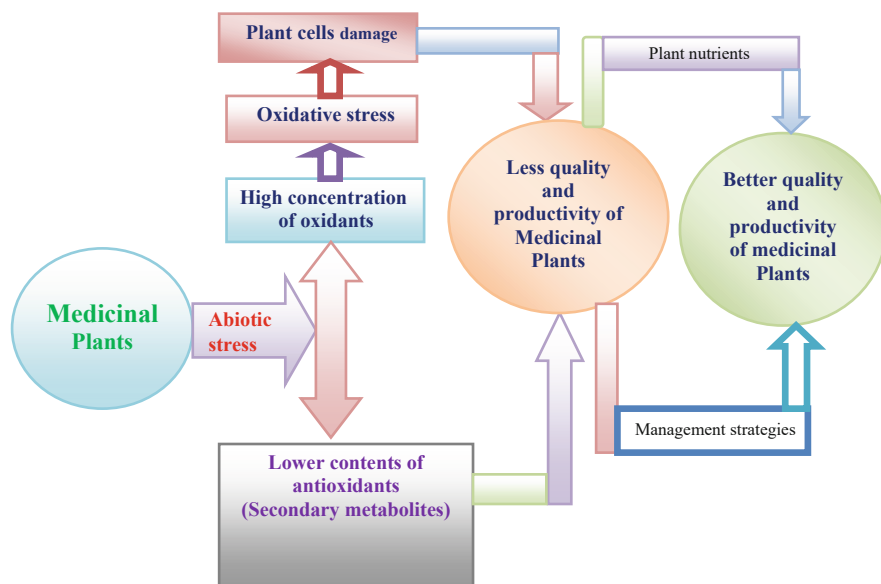 Plant cells damage
Oxidative stress
High concentration
of oxidants
Medicinal
Plants
Abiotic
stress
Lower contents of
antioxidants
(Secondary metabolites)
Less quality
and
productivity of
Medicinal
Plants
Plant nutrients
Better quality
and
productivity
of medicinal
Plants
Management strategies